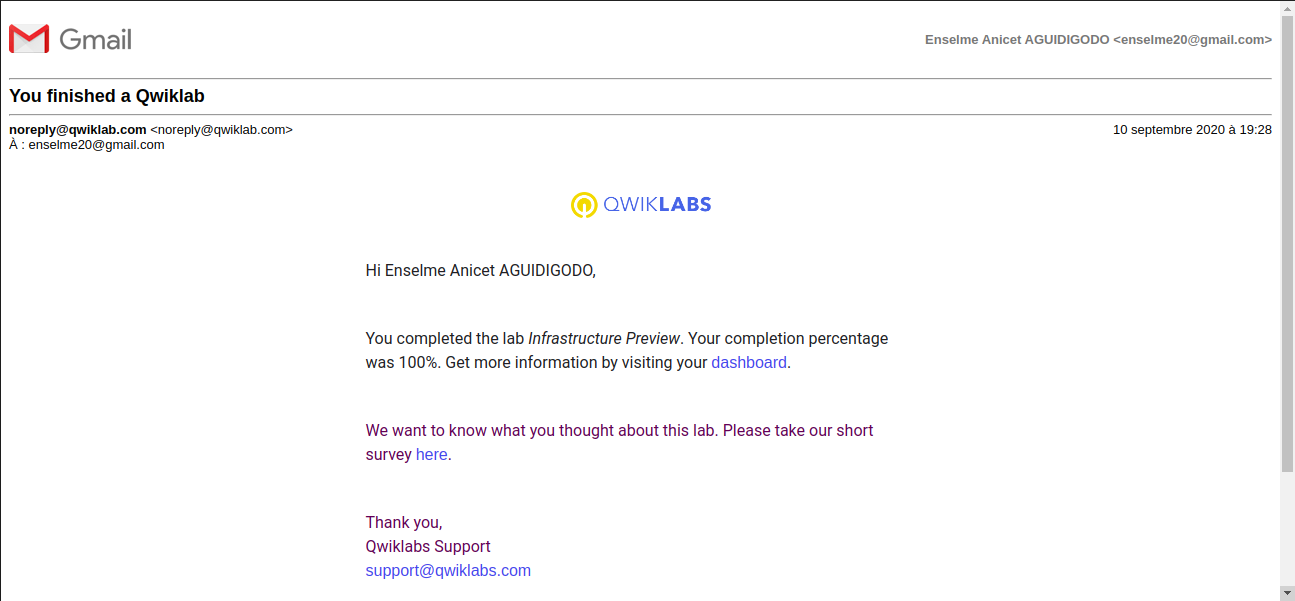 Gmail
Enselme Anicet AGUIDIGODO <enselme20@gmail.com>
You finished a Qwiklab
noreply@qwiklab.com <noreply@qwiklab.com>
10 septembre 2020 à 19:28
À : enselme20@gmail.com
QWIKLABS
Hi Enselme Anicet AGUIDIGODO,
You completed the lab Infrastructure Preview. Your completion percentage
was 100%. Get more information by visiting your dashboard.
We want to know what you thought about this lab. Please take our short
survey here.
Thank you,
Qwiklabs Support
support@qwiklabs.com